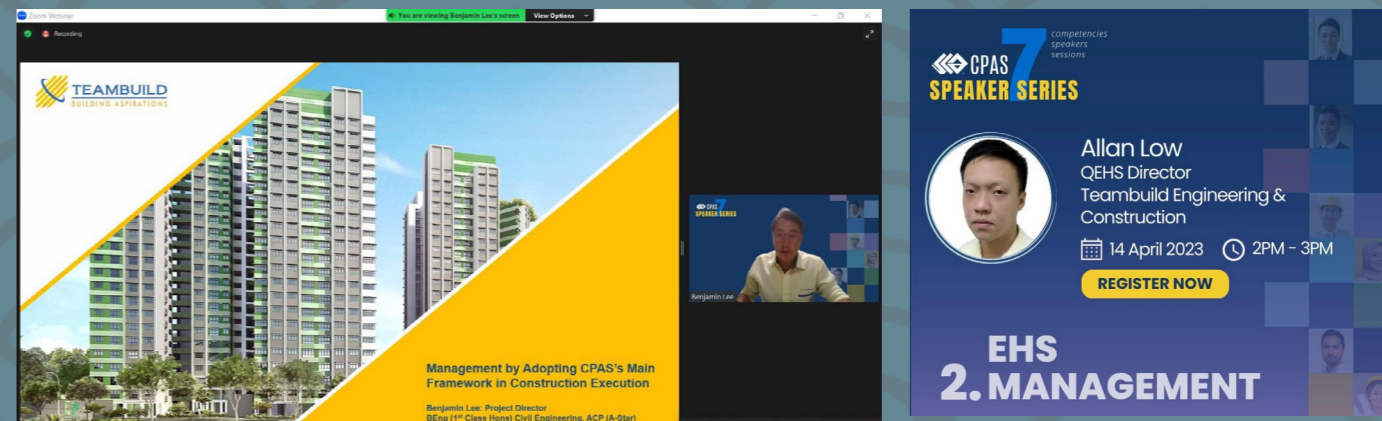 Zoom Webinar
You are viewing Benjamin Lee's screen
View Options
Recording
TEAMBUILD
BUILDING ASPIRATIONS
CPAS 7
SPEAKER SERIES
Benjamin Lee
Management by Adopting CPAS's Main
Framework in Construction Execution
Benjamin Lee: Project Director
BEng (1st Class Hons) Civil Engineering, ACP (A-Star)
CPAS 7
competencies
speakers
sessions
SPEAKER SERIES
Allan Low
QEHS Director
Teambuild Engineering &
Construction
14 April 2023 2PM - 3PM
REGISTER NOW
EHS
2. MANAGEMENT